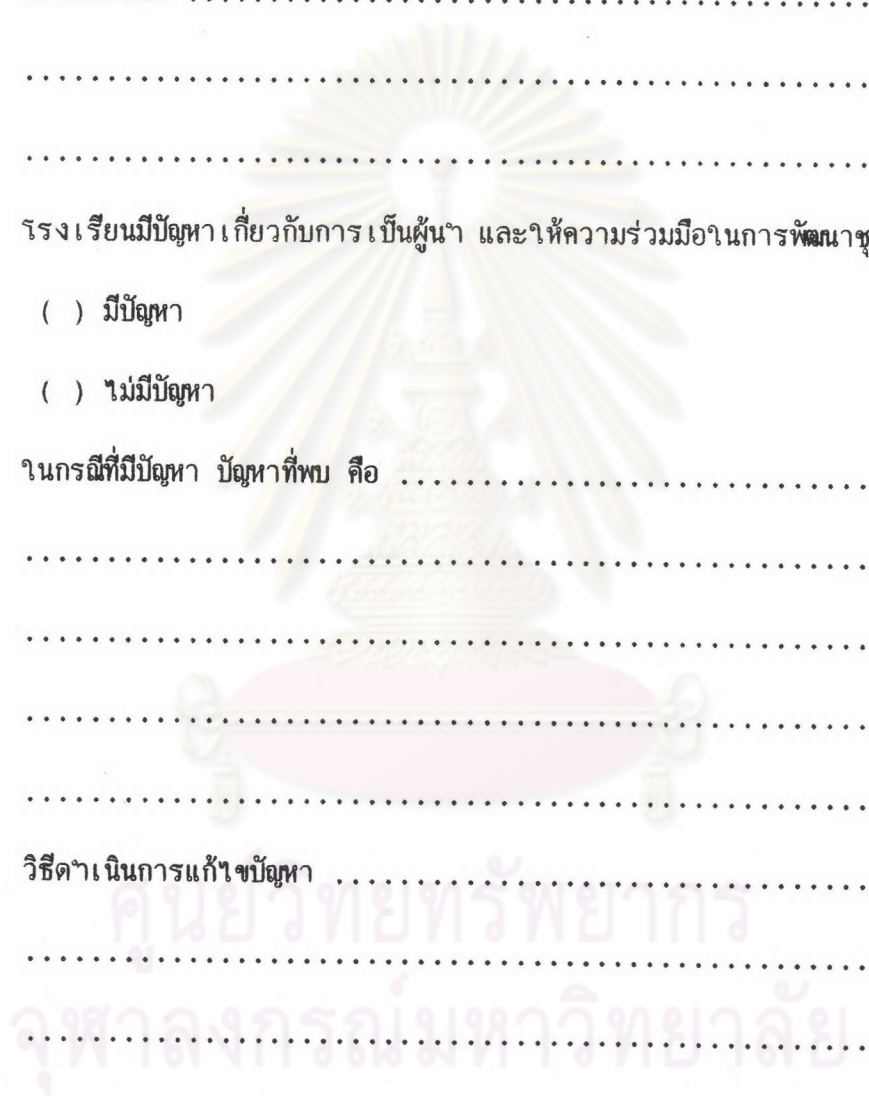 ..................................................
..................................................
..................................................
โรงเรียนมีปัญหาเกี่ยวกับการเป็นผู้นำ และให้ความร่วมมือในการพัฒนาชุ
( ) มีปัญหา
( ) ไม่มีปัญหา
ในกรณีที่มีปัญหา ปัญหาที่พบ คือ ..............................
..................................................
..................................................
..................................................
..................................................
วิธีดำเนินการแก้ไขปัญหา ..................................
..................................................
..................................................
ศูนย์วิทยทรัพยากร
จุฬาลงกรณ์มหาวิทยาลัย